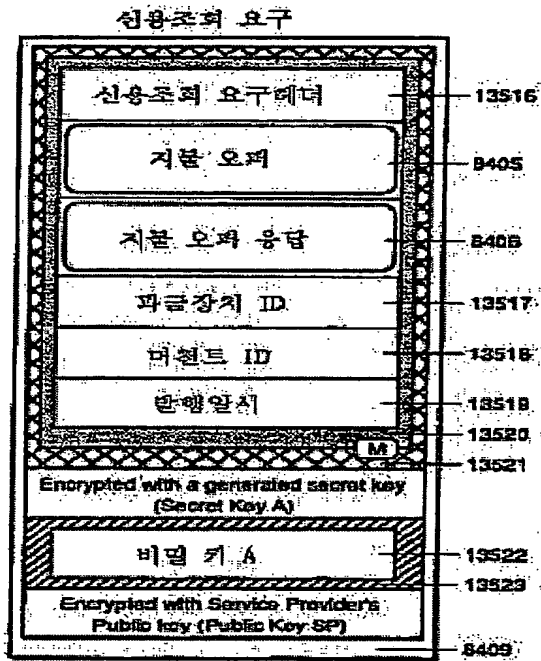 신용조회 요구
신용조회 요구헤더
13516
지불 오퍼
8405
지불 오퍼 응답
8408
과금장치 ID
13517
머천트 ID
13518
발행일시
13519
13520
M
13521
Encrypted with a generated secret key
(Secret Key A)
비밀 키 A
13522
13523
Encrypted with Service Provider's
Public key (Public Key SP)
8409